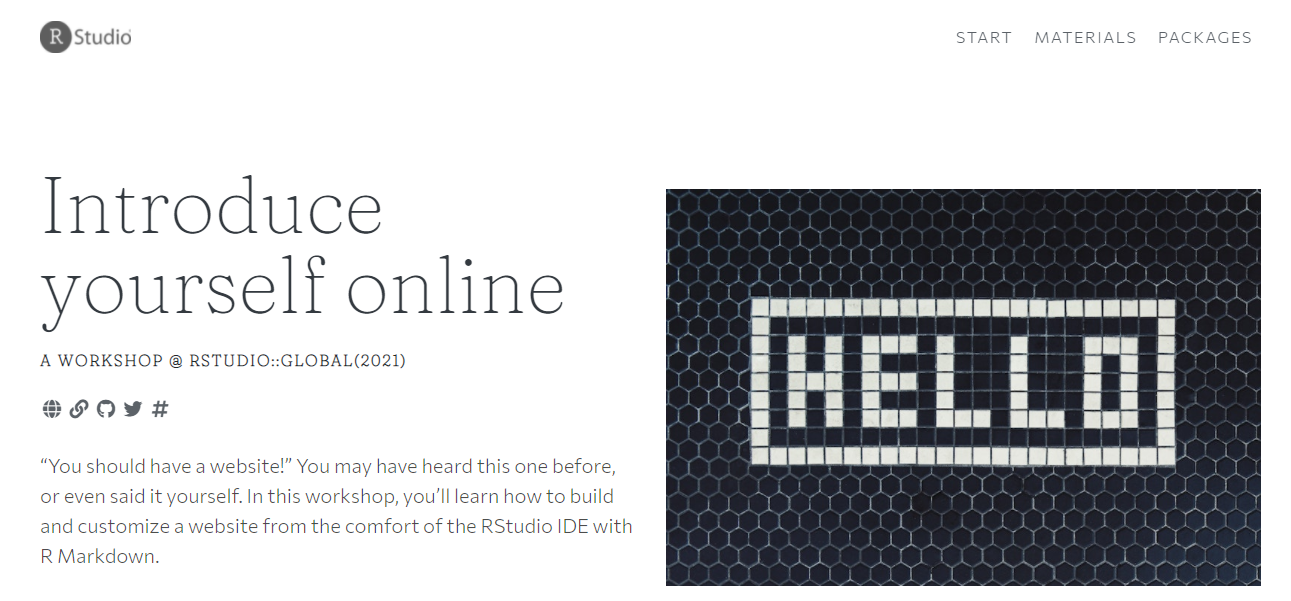 R Studio
START MATERIALS PACKAGES
Introduce
yourself online
A WORKSHOP @ RSTUDIO::GLOBAL(2021)
#
“You should have a website!” You may have heard this one before,
or even said it yourself. In this workshop, you’ll learn how to build
and customize a website from the comfort of the RStudio IDE with
R Markdown.
HELLO